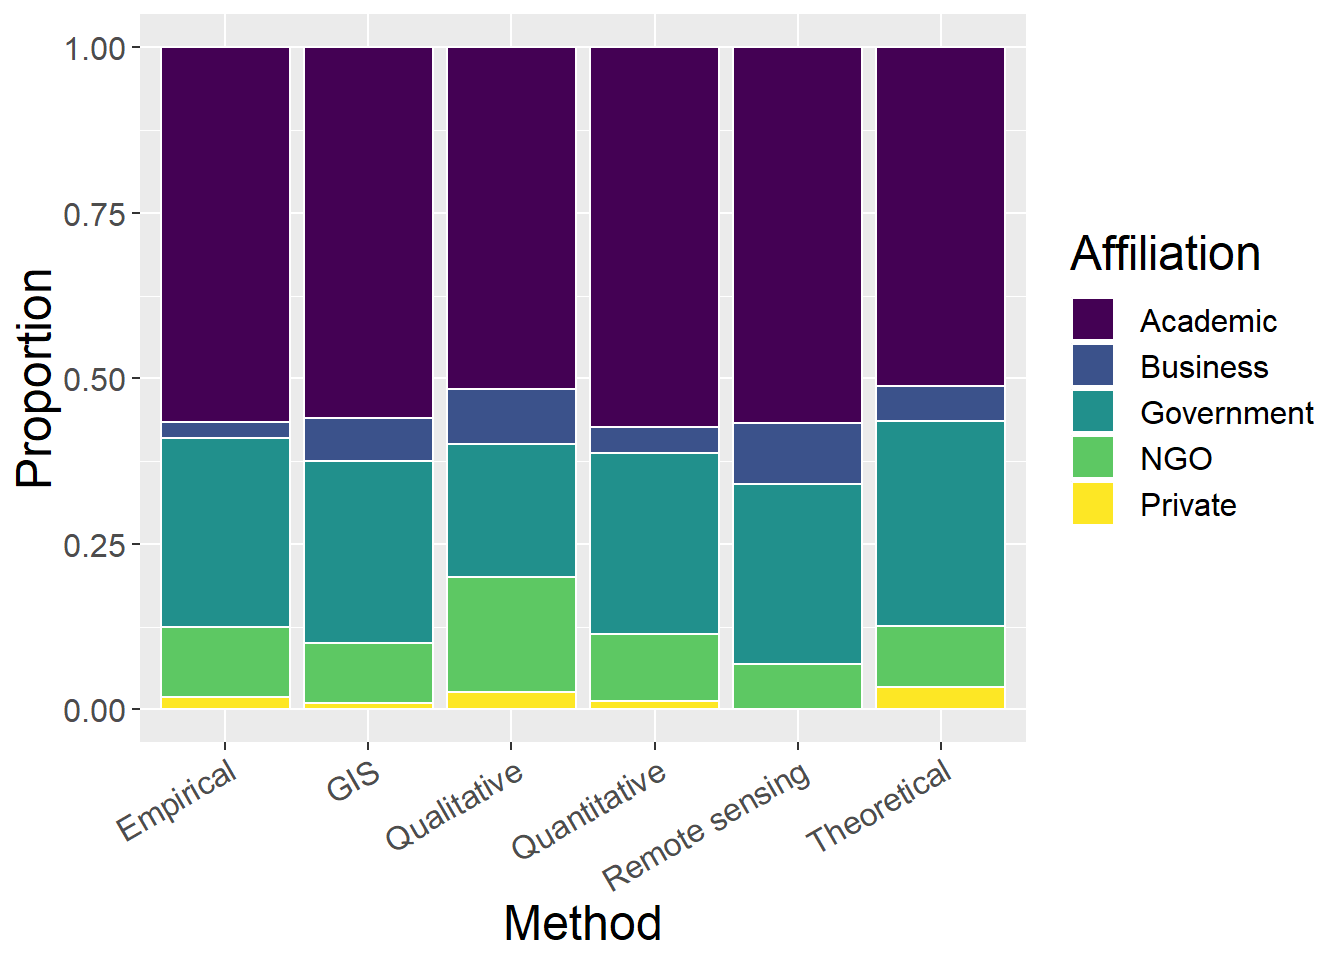 1.00
0.75
0.50
0.25
0.00
Proportion
Empirical
GIS
Qualitative
Quantitative
Remote sensing
Theoretical
Method
Affiliation
Academic
Business
Government
NGO
Private